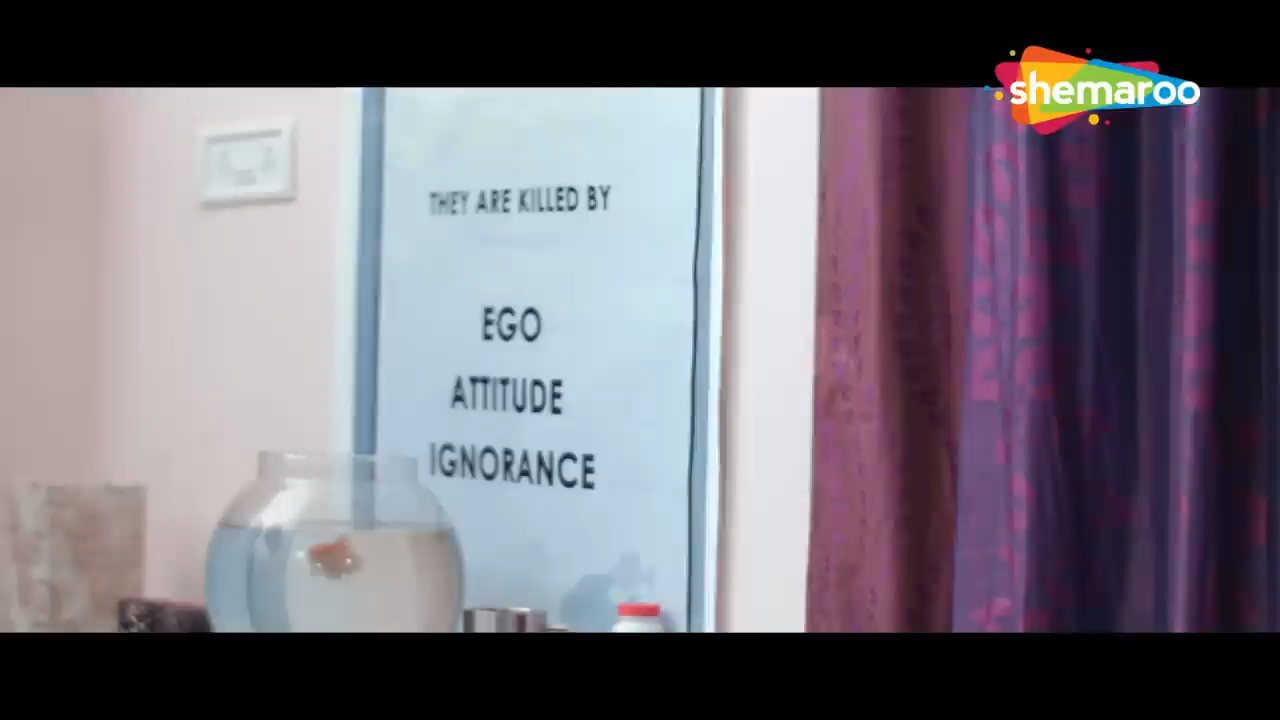 shemaroo
THEY ARE KILLED BY
EGO
ATTITUDE
IGNORANCE